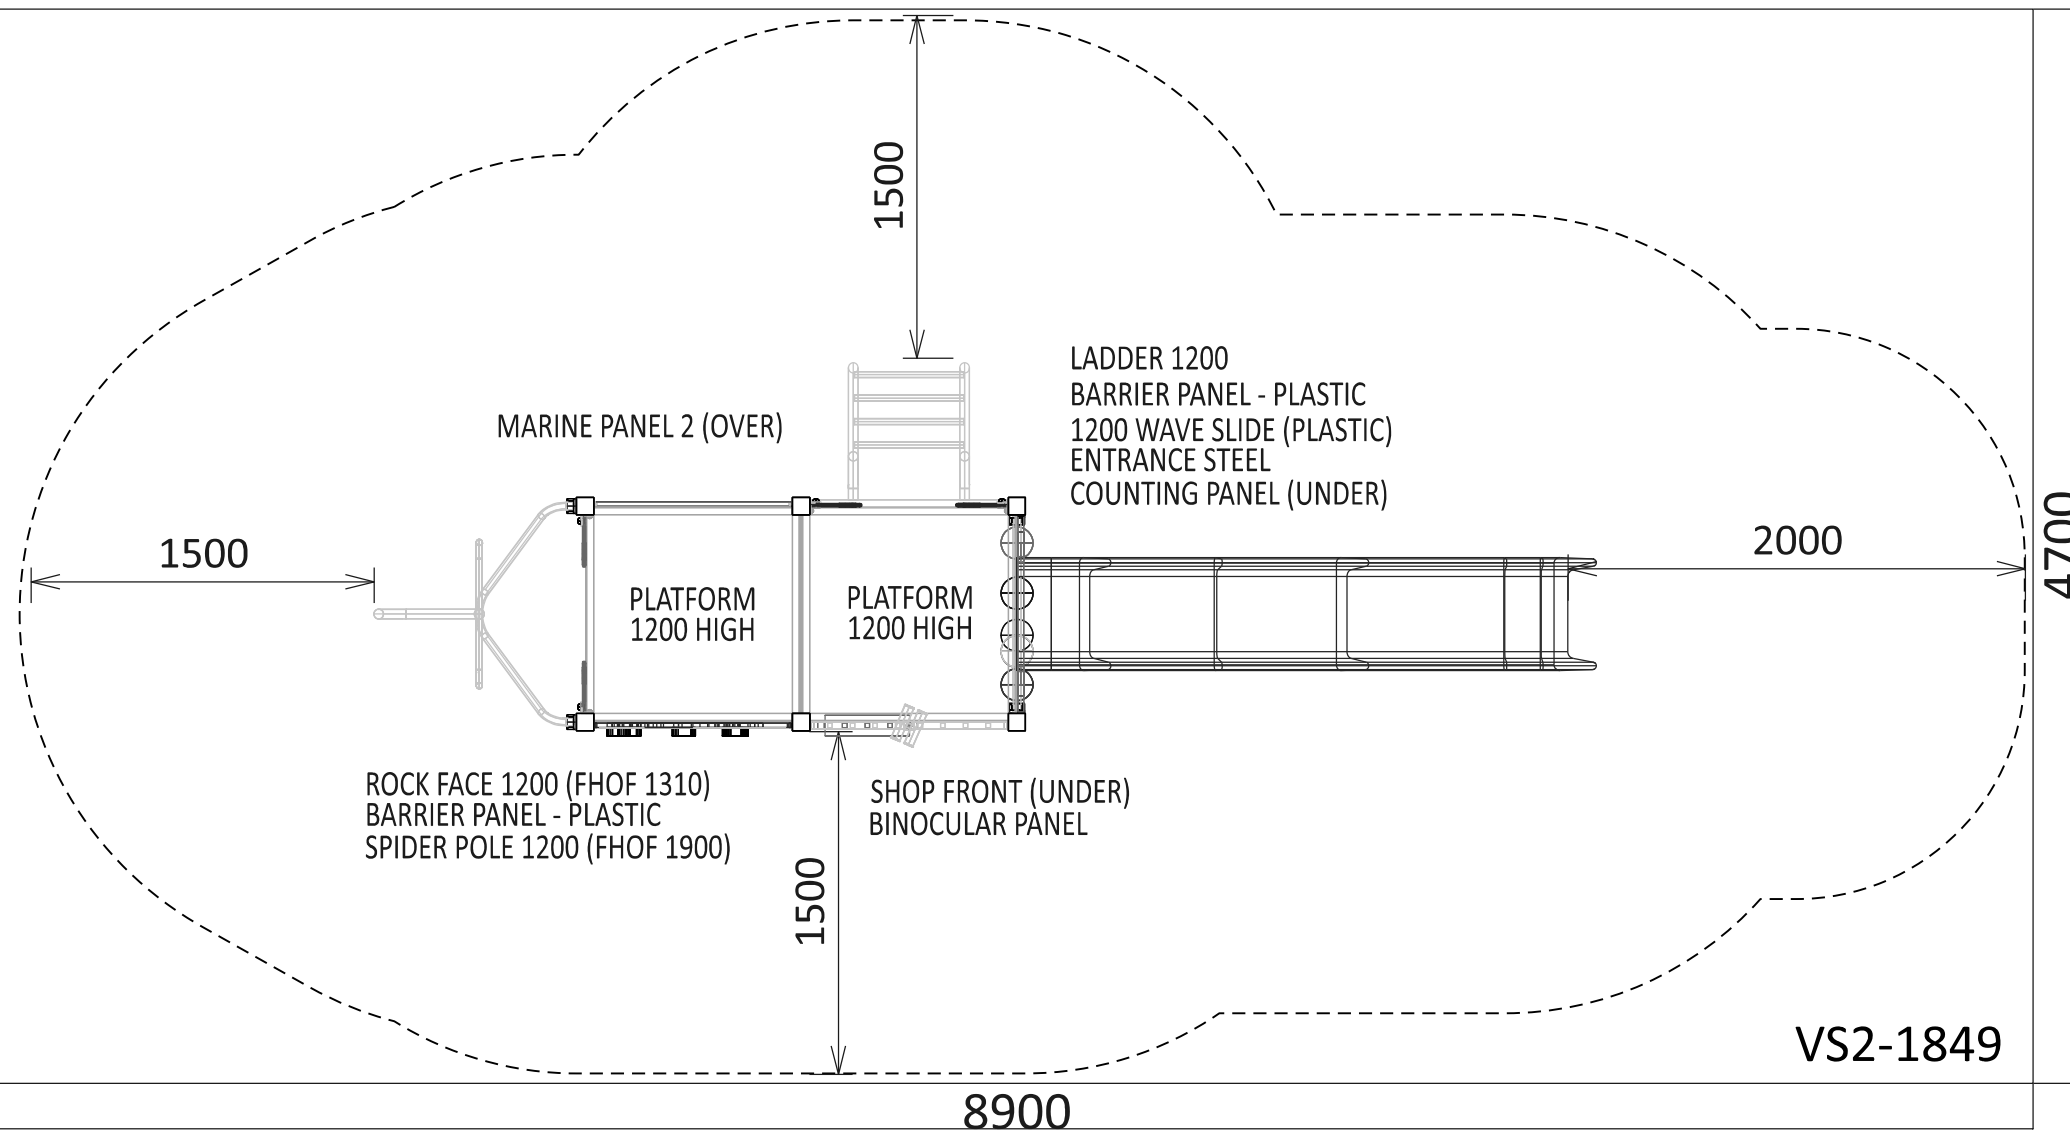 1500
LADDER 1200
BARRIER PANEL - PLASTIC
1200 WAVE SLIDE (PLASTIC)
ENTRANCE STEEL
COUNTING PANEL (UNDER)
MARINE PANEL 2 (OVER)
1500
2000
4700
PLATFORM
1200 HIGH
PLATFORM
1200 HIGH
ROCK FACE 1200 (FHOF 1310)
BARRIER PANEL - PLASTIC
SPIDER POLE 1200 (FHOF 1900)
SHOP FRONT (UNDER)
BINOCULAR PANEL
1500
VS2-1849
8900